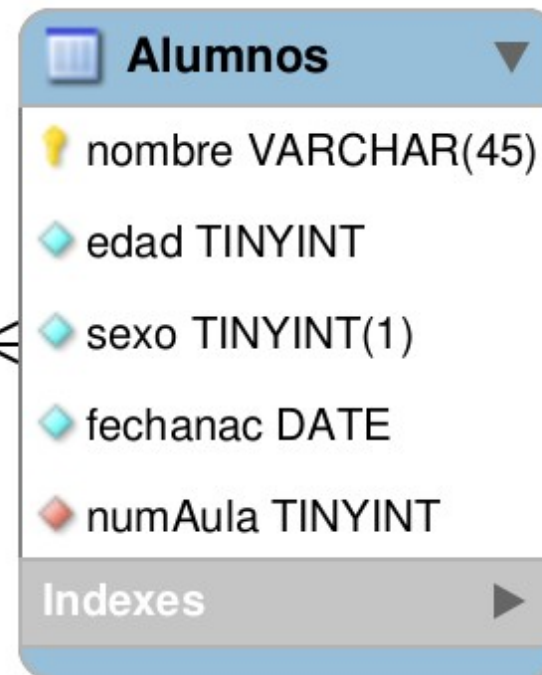 Alumnos
nombre VARCHAR(45)
edad TINYINT
sexo TINYINT(1)
fechanac DATE
numAula TINYINT
Indexes